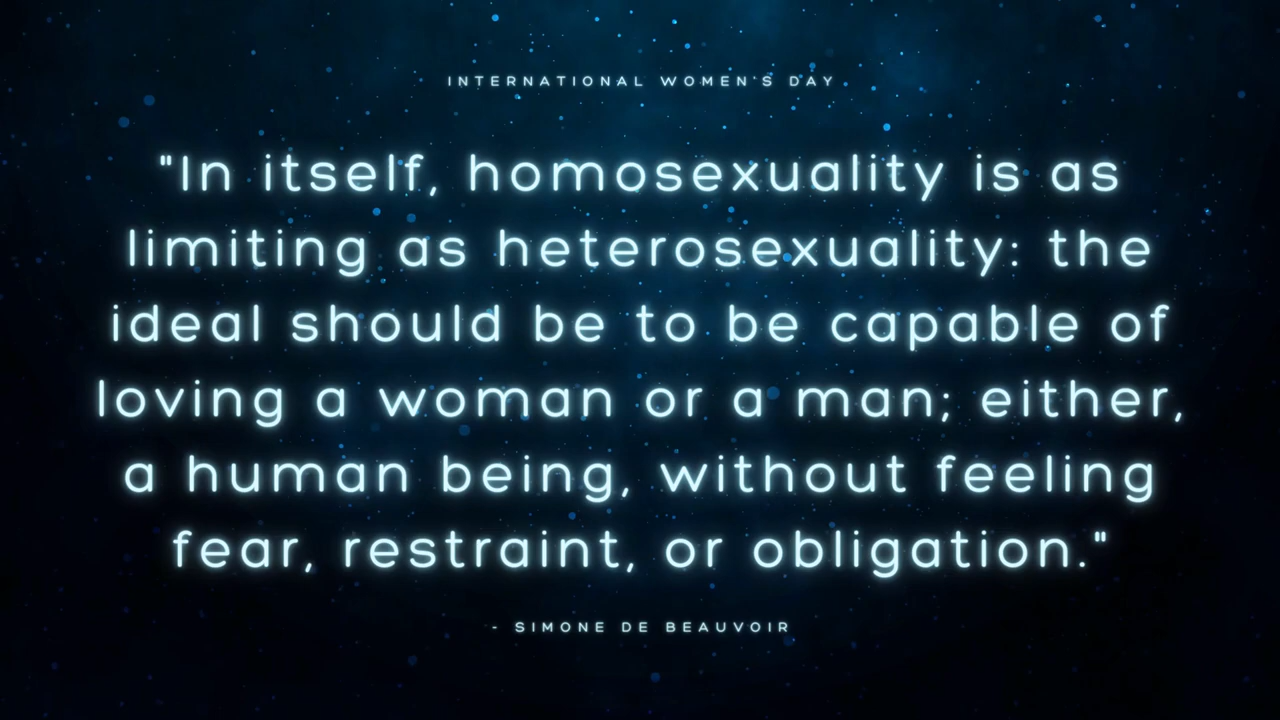 INTERNATIONAL WOMEN'S DAY
"In itself, homosexuality is as
limiting as heterosexuality: the
ideal should be to be capable of
loving a woman or a man; either,
a human being, without feeling
fear, restraint, or obligation."
- SIMONE DE BEAUVOIR